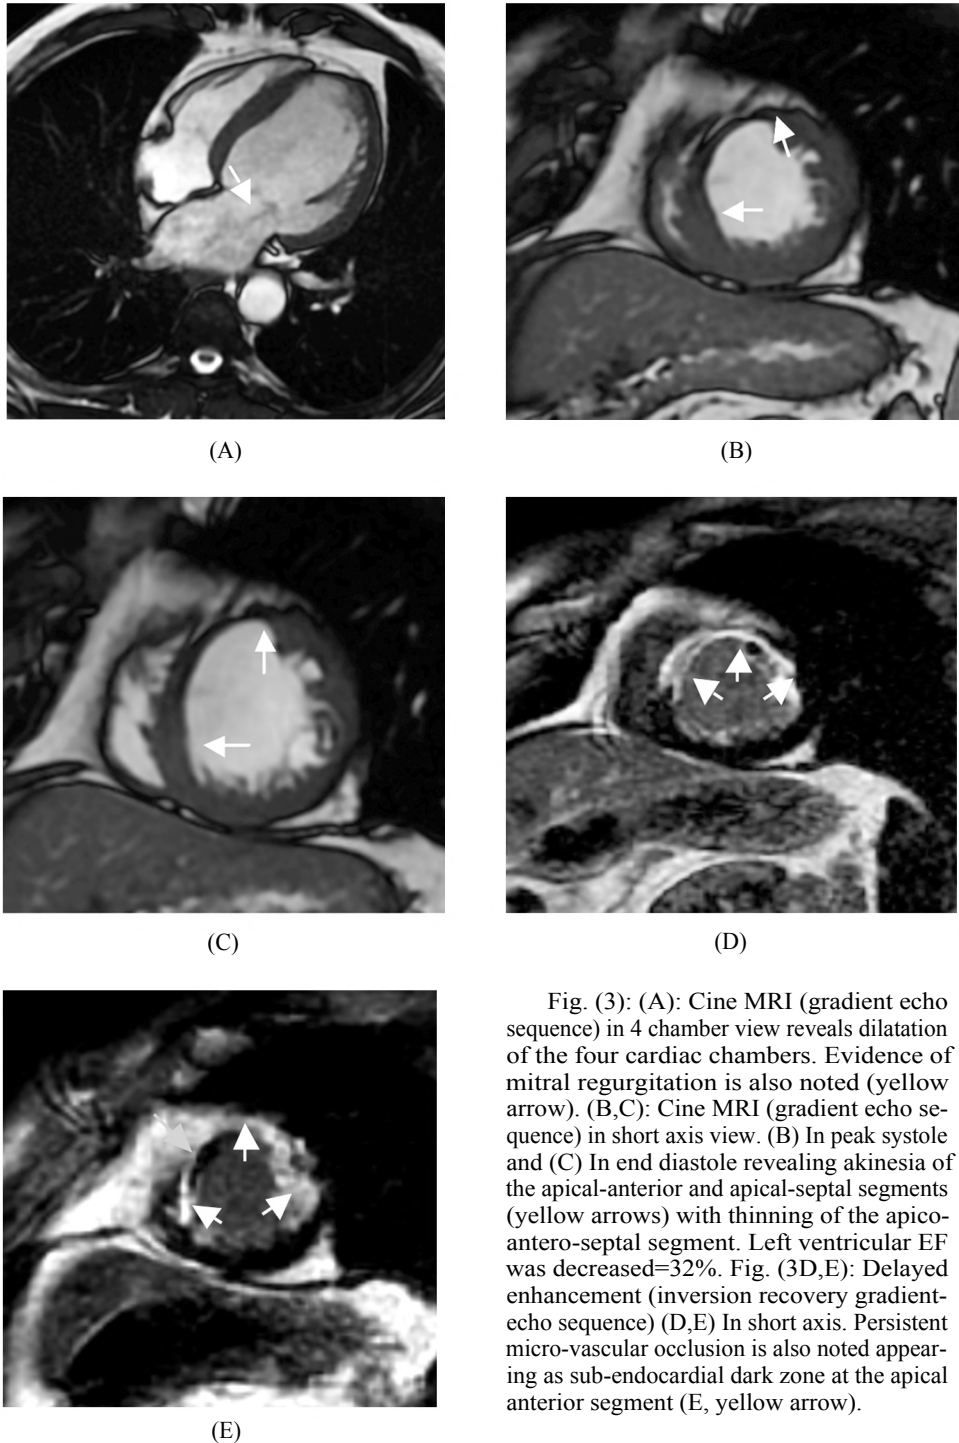 (A)
(B)
(C)
(D)
(E)
Fig. (3): (A): Cine MRI (gradient echo
sequence) in 4 chamber view reveals dilatation
of the four cardiac chambers. Evidence of
mitral regurgitation is also noted (yellow
arrow). (B,C): Cine MRI (gradient echo se-
quence) in short axis view. (B) In peak systole
and (C) In end diastole revealing akinesia of
the apical-anterior and apical-septal segments
(yellow arrows) with thinning of the apico-
antero-septal segment. Left ventricular EF
was decreased=32%. Fig. (3D,E): Delayed
enhancement (inversion recovery gradient-
echo sequence) (D,E) In short axis. Persistent
micro-vascular occlusion is also noted appear-
ing as sub-endocardial dark zone at the apical
anterior segment (E, yellow arrow).